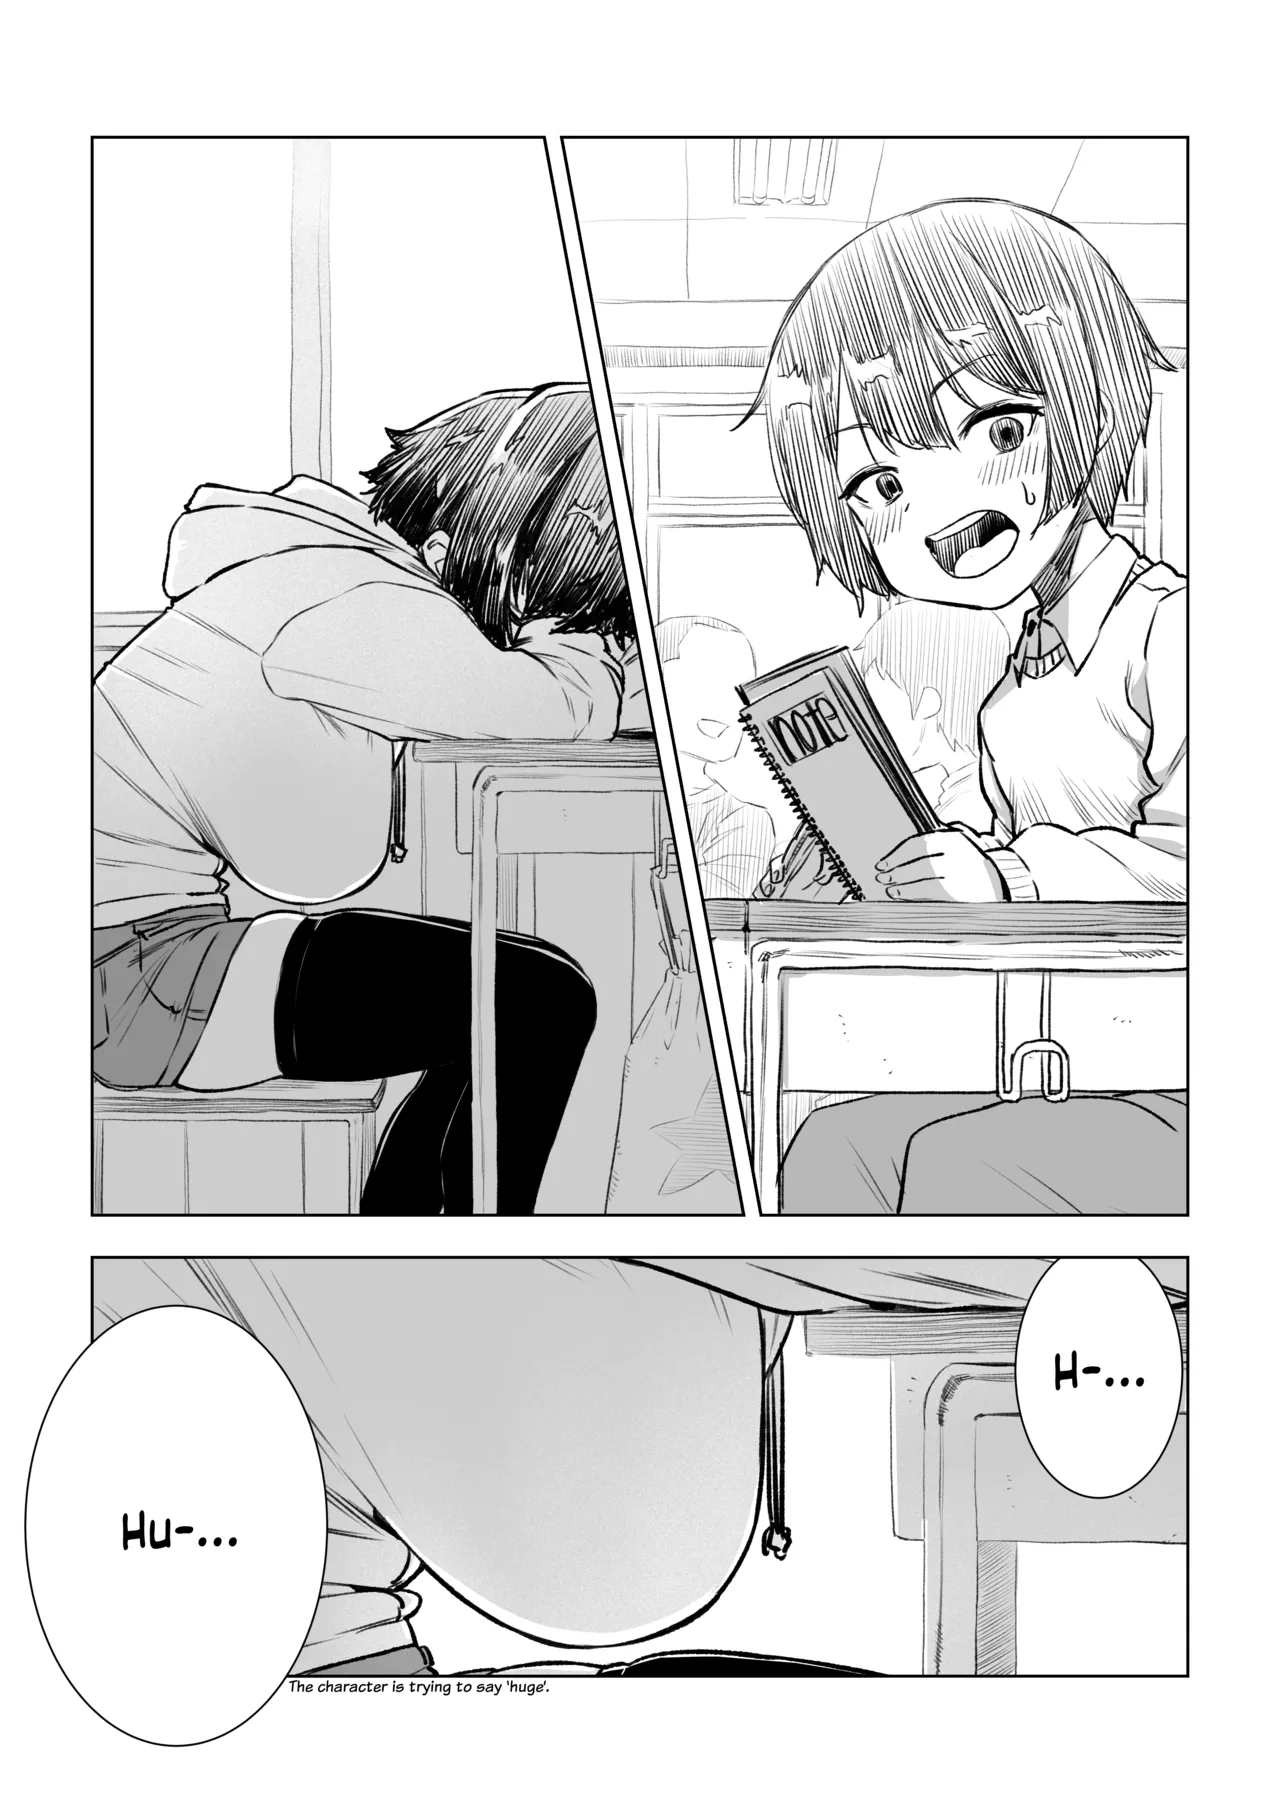 note
H-...
Hu-...
The character is trying to say 'huge'.